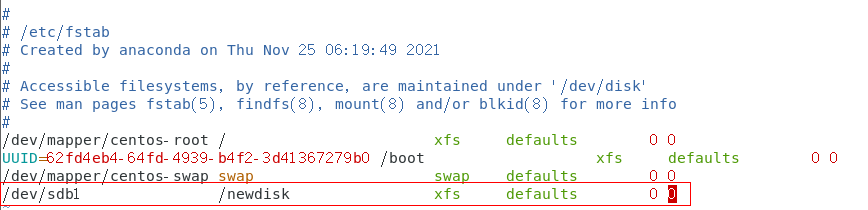 #
# /etc/fstab
# Created by anaconda on Thu Nov 25 06:19:49 2021
#
# Accessible filesystems, by reference, are maintained under '/dev/disk'
# See man pages fstab(5), findfs(8), mount(8) and/or blkid(8) for more info
#
/dev/mapper/centos-root /                       xfs     defaults        0 0
UUID=62fd4eb4-64fd-4939-b4f2-3d41367279b0 /boot                   xfs     defaults        0 0
/dev/mapper/centos-swap swap                    swap    defaults        0 0
/dev/sdb1               /newdisk                xfs     defaults        0 0
~